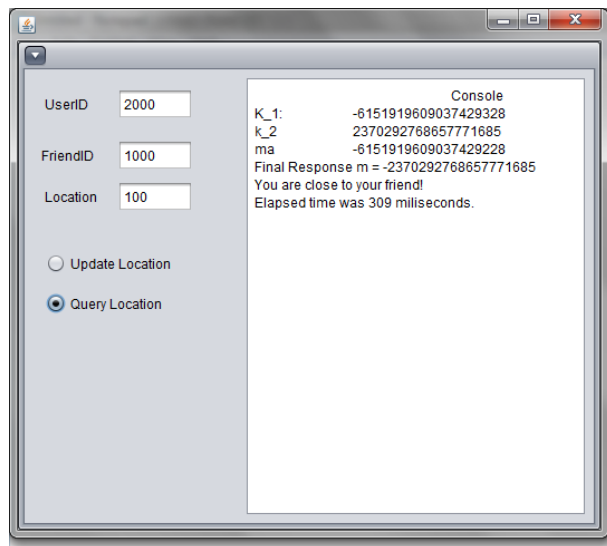 UserID 2000
FriendID 1000
Location 100
Update Location
Query Location
Console
K_1: -6151919609037429328
k_2 2370292768657771685
ma -6151919609037429228
Final Response m = -2370292768657771685
You are close to your friend!
Elapsed time was 309 miliseconds.